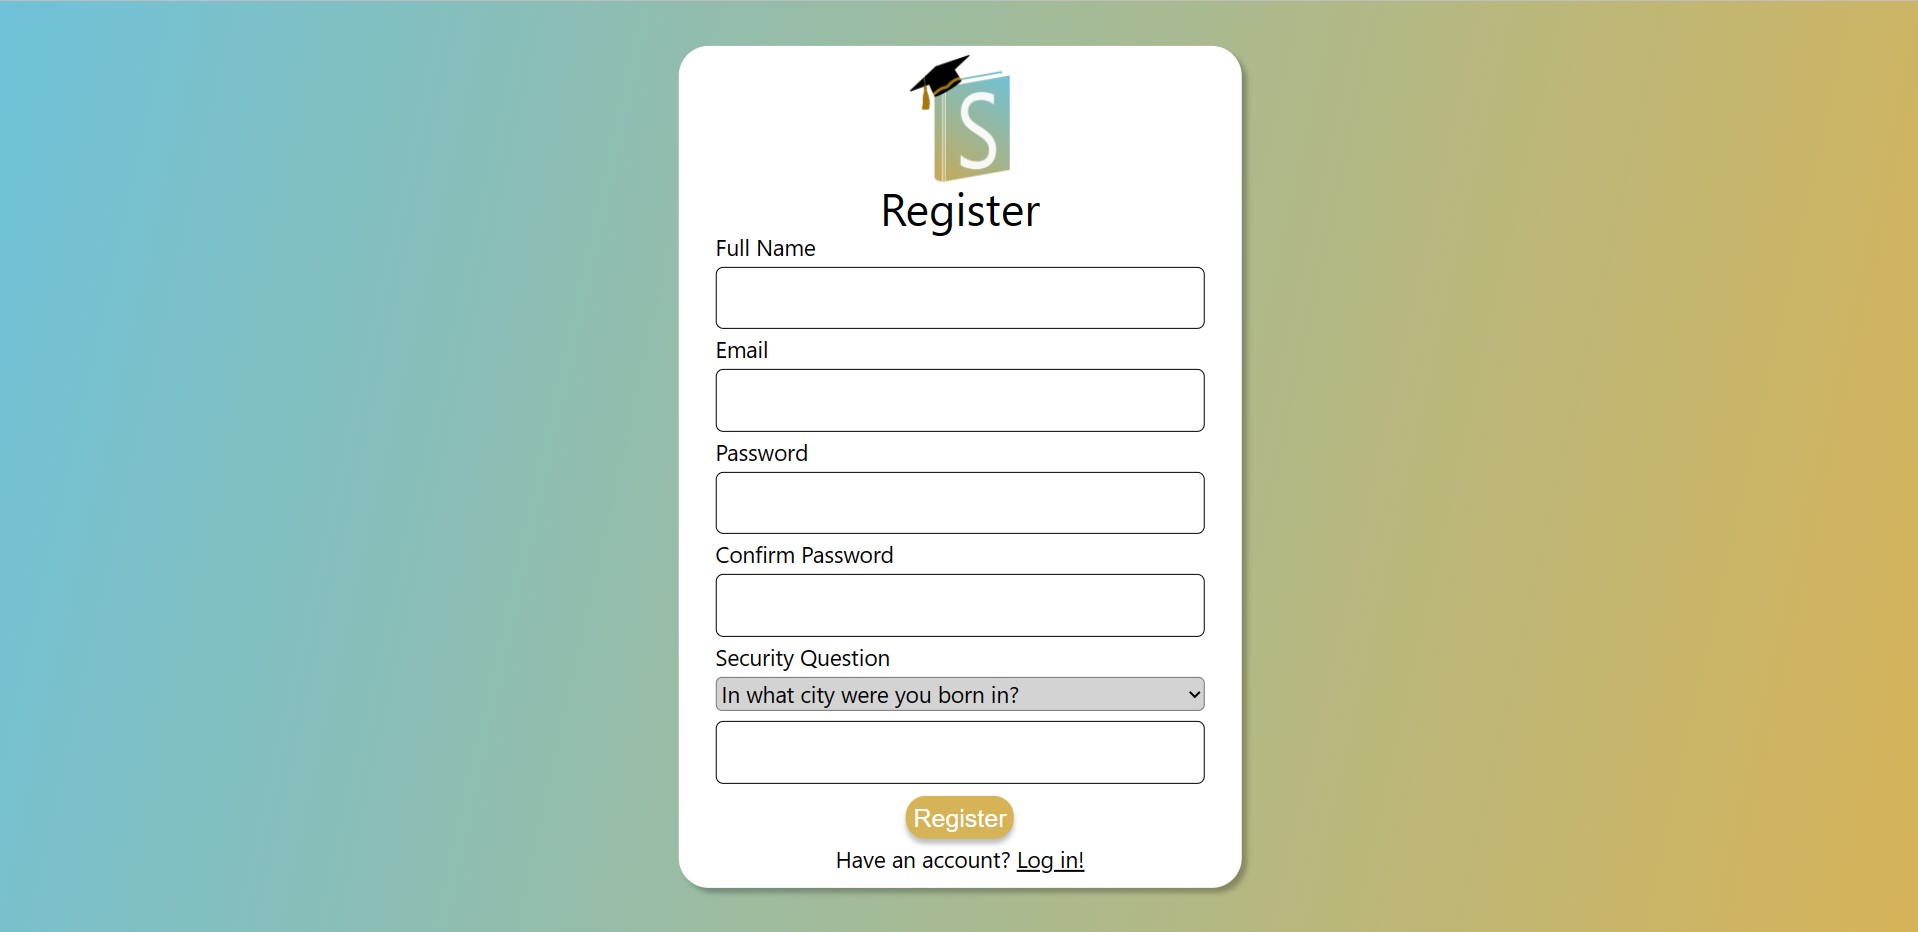 S
Register
Full Name
Email
Password
Confirm Password
Security Question
In what city were you born in?
Register
Have an account? Log in!